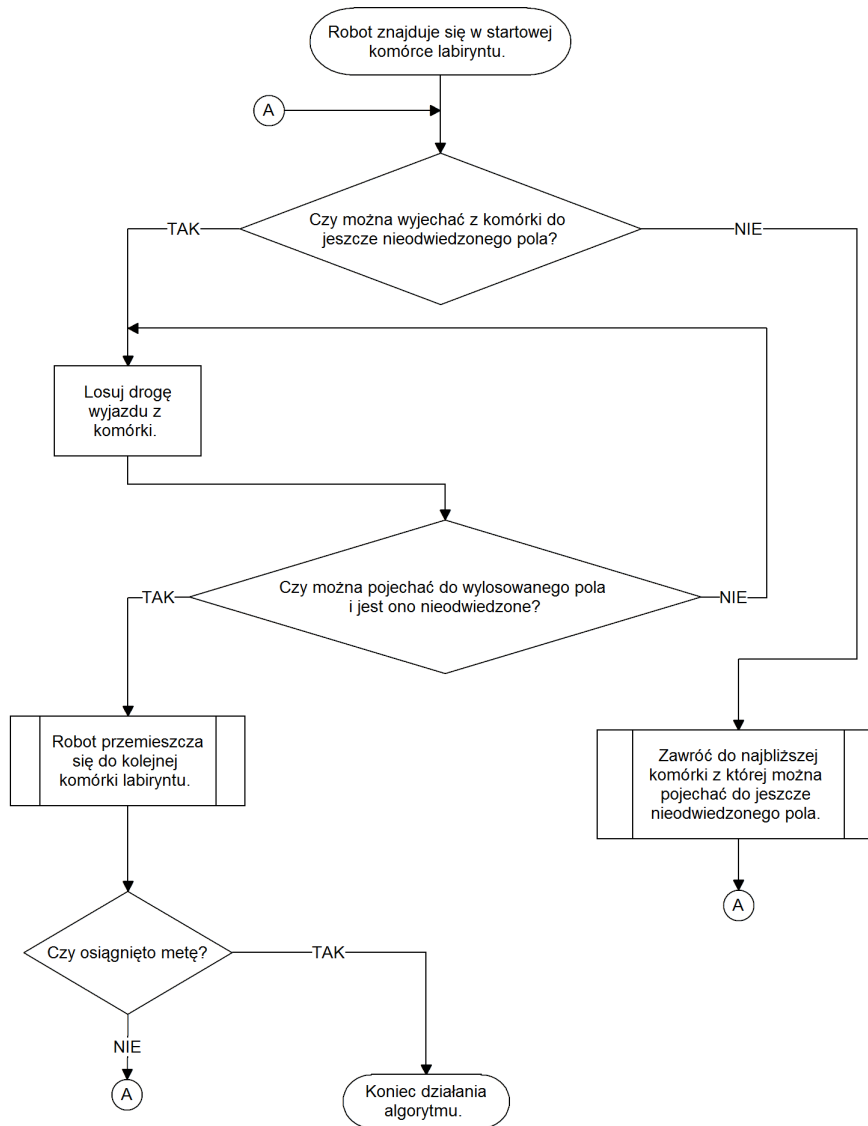 Robot znajduje się w startowej
komórce labiryntu.
A
Czy można wyjechać z komórki do
jeszcze nieodwiedzonego pola?
TAK
NIE
Losuj drogę
wyjazdu z
komórki.
Czy można pojechać do wylosowanego pola
i jest ono nieodwiedzone?
TAK
NIE
Robot przemieszcza
się do kolejnej
komórki labiryntu.
Zawróć do najbliższej
komórki z której można
pojechać do jeszcze
nieodwiedzonego pola.
A
Czy osiągnięto metę?
TAK
NIE
A
Koniec działania
algorytmu.